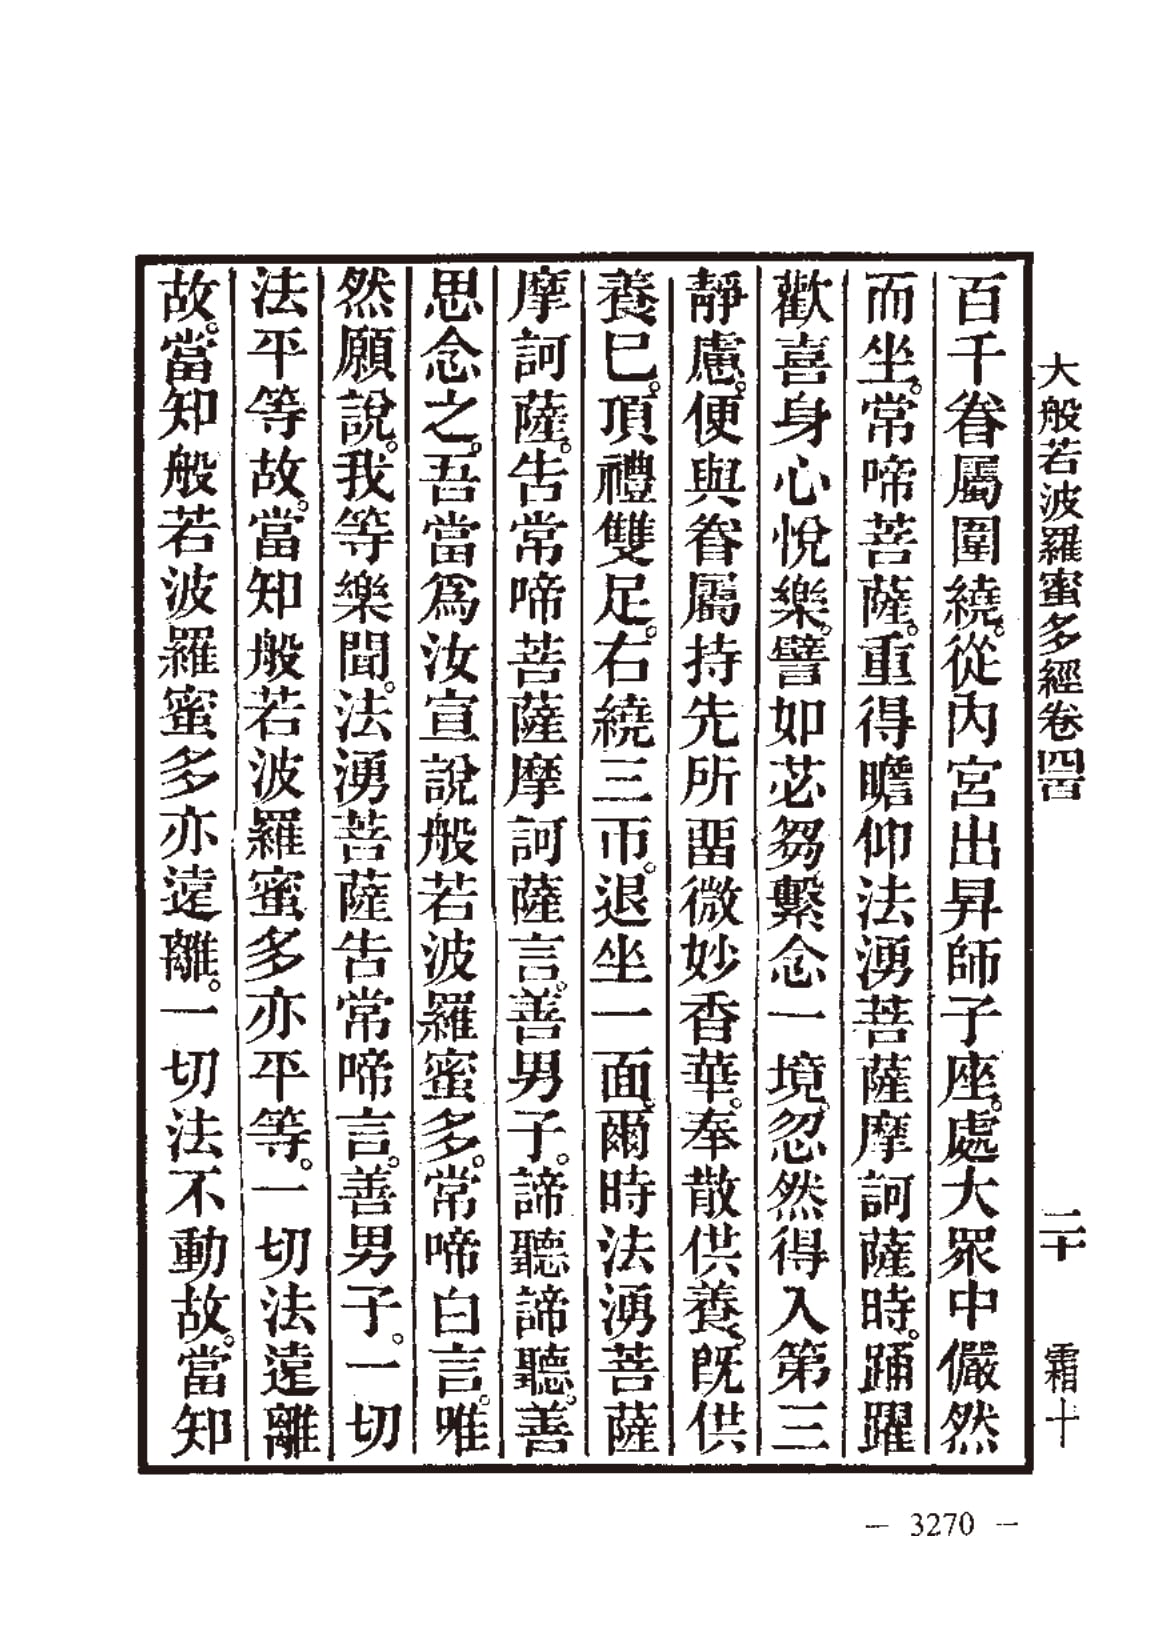 大般若波羅蜜多經卷四百 二十 霜十
百千眷屬圍繞。從內宮出昇師子座。處大眾中儼然
而坐。常啼菩薩。重得瞻仰法湧菩薩摩訶薩時。踊躍
歡喜身心悅樂。譬如苾芻繫念一境。忽然得入第三
靜慮。便與眷屬持先所留微妙香華。奉散供養。既供
養已。頂禮雙足。右繞三帀。退坐一面。爾時法湧菩薩
摩訶薩。告常啼菩薩摩訶薩言。善男子。諦聽諦聽。善
思念之。吾當為汝宣說般若波羅蜜多。常啼白言。唯
然願說。我等樂聞。法湧菩薩告常啼言。善男子。一切
法平等故。當知般若波羅蜜多亦平等。一切法遠離
故。當知般若波羅蜜多亦遠離。一切法不動故。當知
— 3270 —